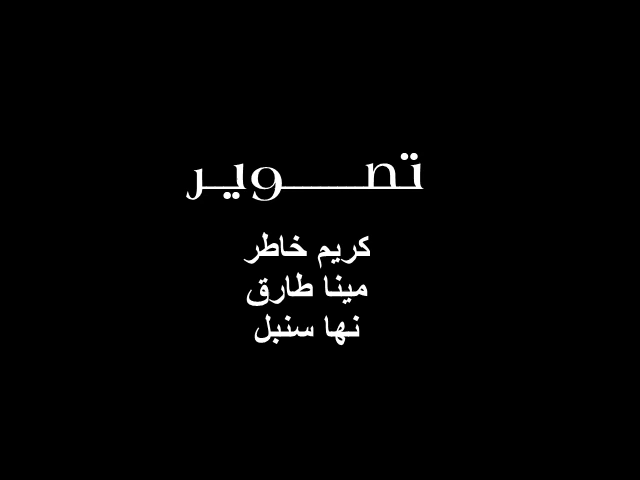 تصوير
كريم خاطر
مينا طارق
نها سنبل